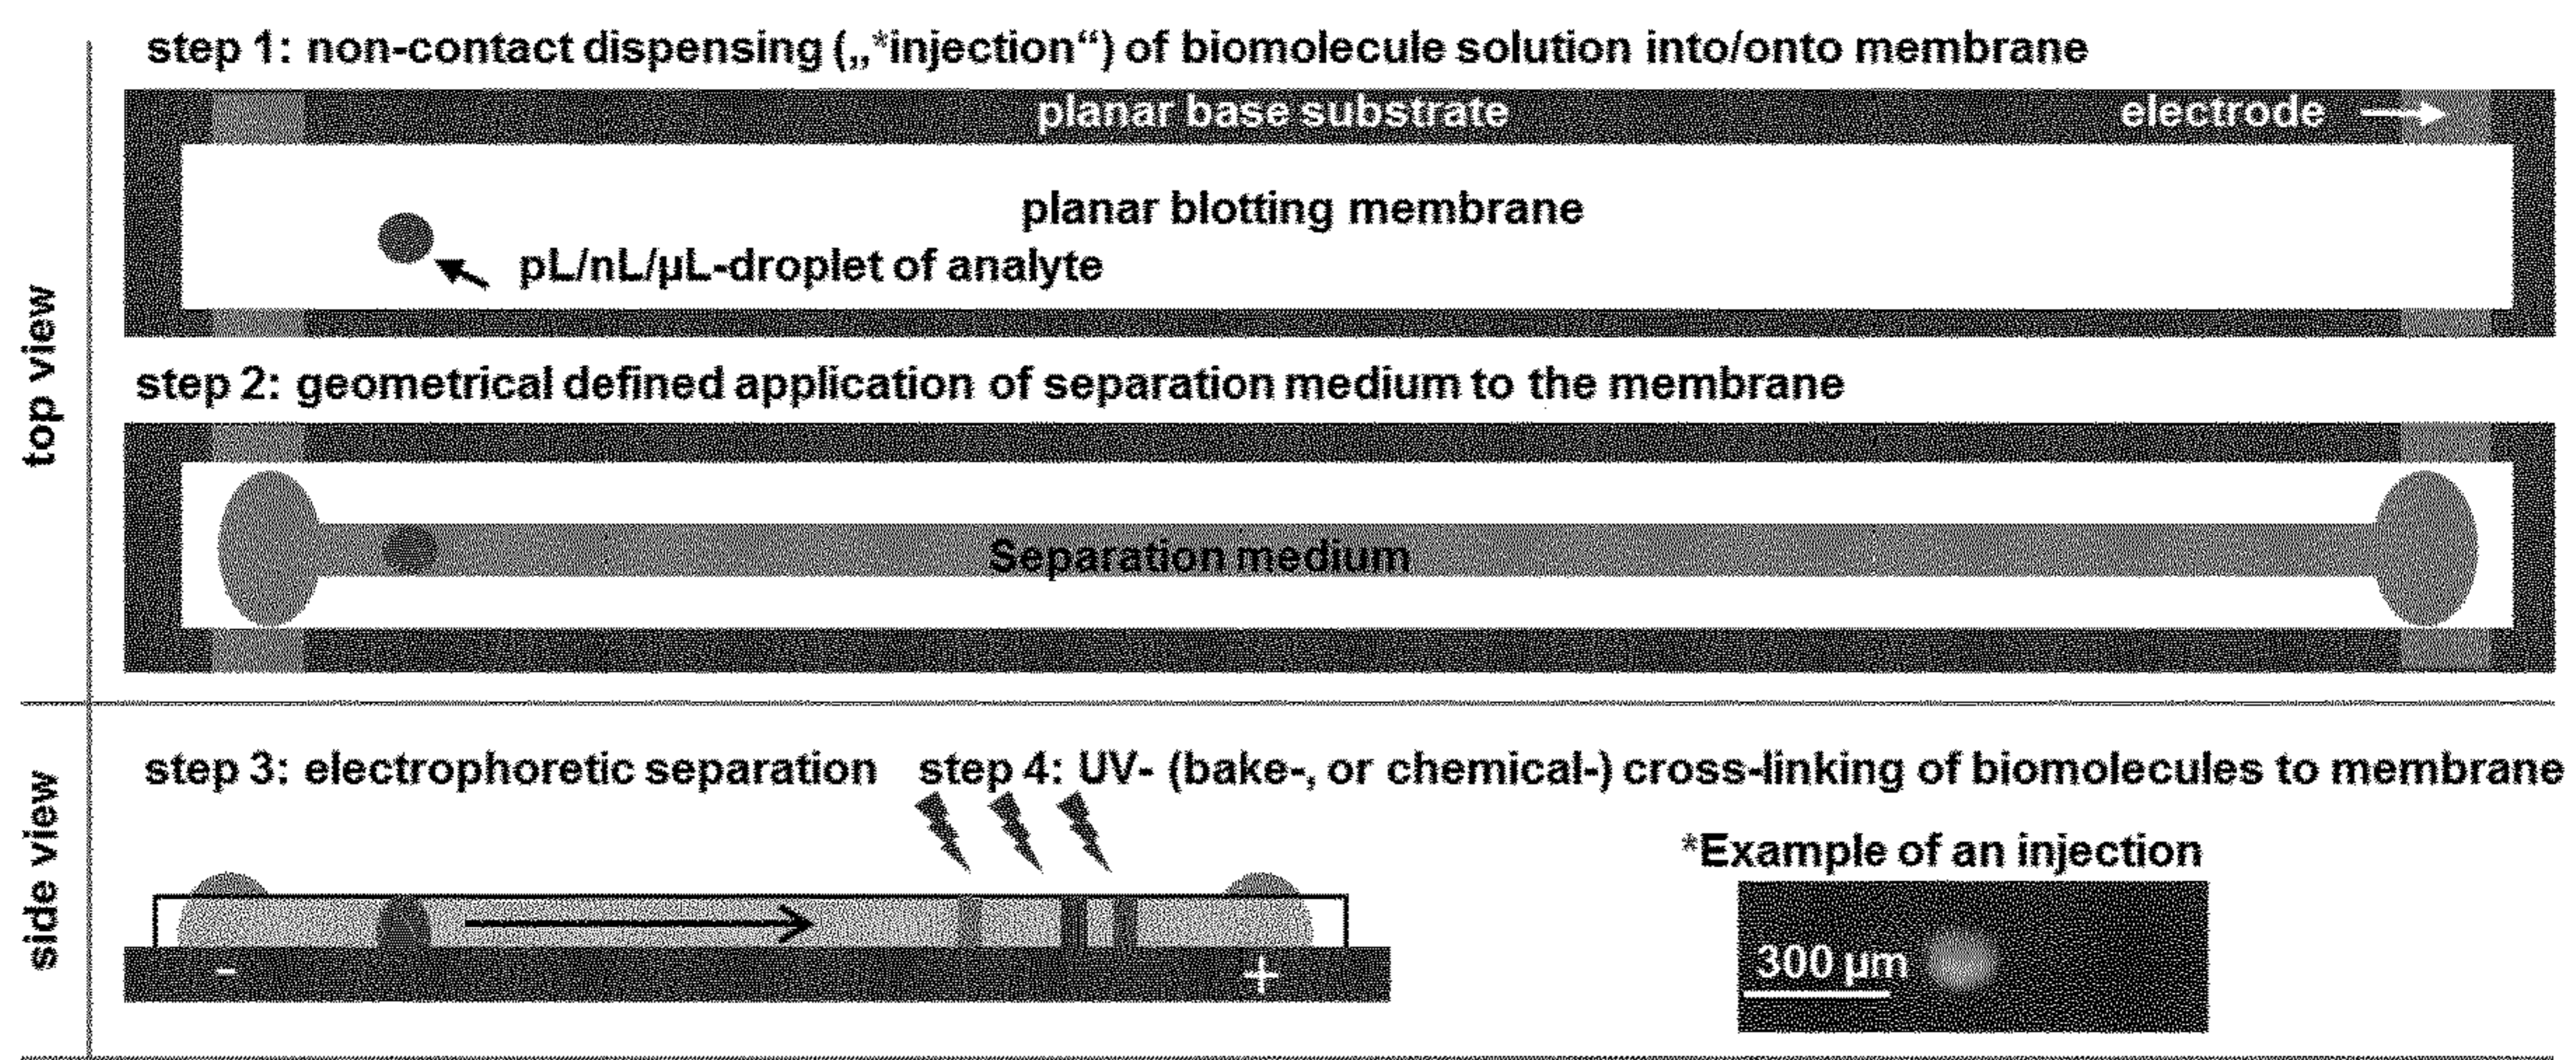 step 1: non-contact dispensing („*injection“) of biomolecule solution into/onto membrane
planar base substrate
electrode
planar blotting membrane
pL/nL/µL-droplet of analyte
top view
step 2: geometrical defined application of separation medium to the membrane
Separation medium
side view
step 3: electrophoretic separation
step 4: UV- (bake-, or chemical-) cross-linking of biomolecules to membrane
*Example of an injection
300 µm
-
+